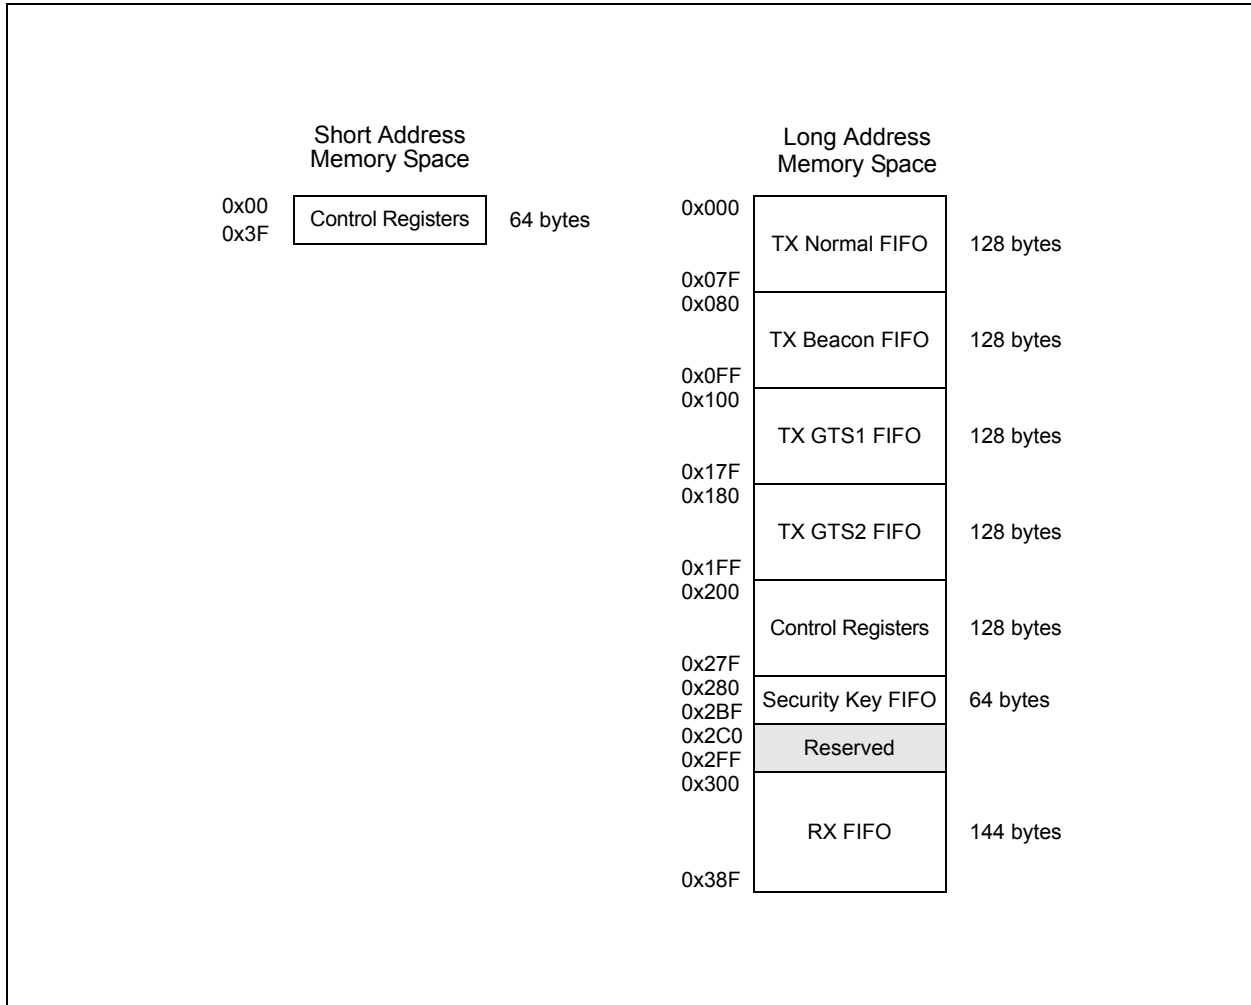 Short Address
Memory Space
0x00
0x3F
Control Registers
64 bytes
Long Address
Memory Space
0x000
TX Normal FIFO
128 bytes
0x07F
0x080
TX Beacon FIFO
128 bytes
0x0FF
0x100
TX GTS1 FIFO
128 bytes
0x17F
0x180
TX GTS2 FIFO
128 bytes
0x1FF
0x200
Control Registers
128 bytes
0x27F
0x280
Security Key FIFO
64 bytes
0x2BF
0x2C0
Reserved
0x2FF
0x300
RX FIFO
144 bytes
0x38F